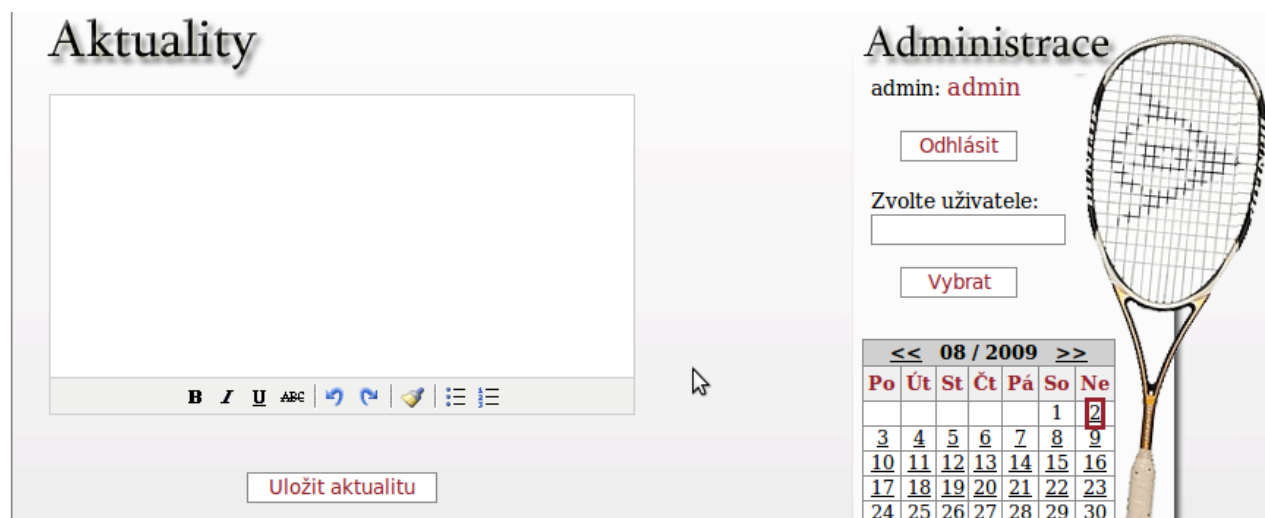 Aktuality
B I U ABC
Uložit aktualitu
Administrace
admin: admin
Odhlásit
Zvolte uživatele:
Vybrat
<< 08 / 2009 >>
Po Út St Čt Pá So Ne
1 2
3 4 5 6 7 8 9
10 11 12 13 14 15 16
17 18 19 20 21 22 23
24 25 26 27 28 29 30